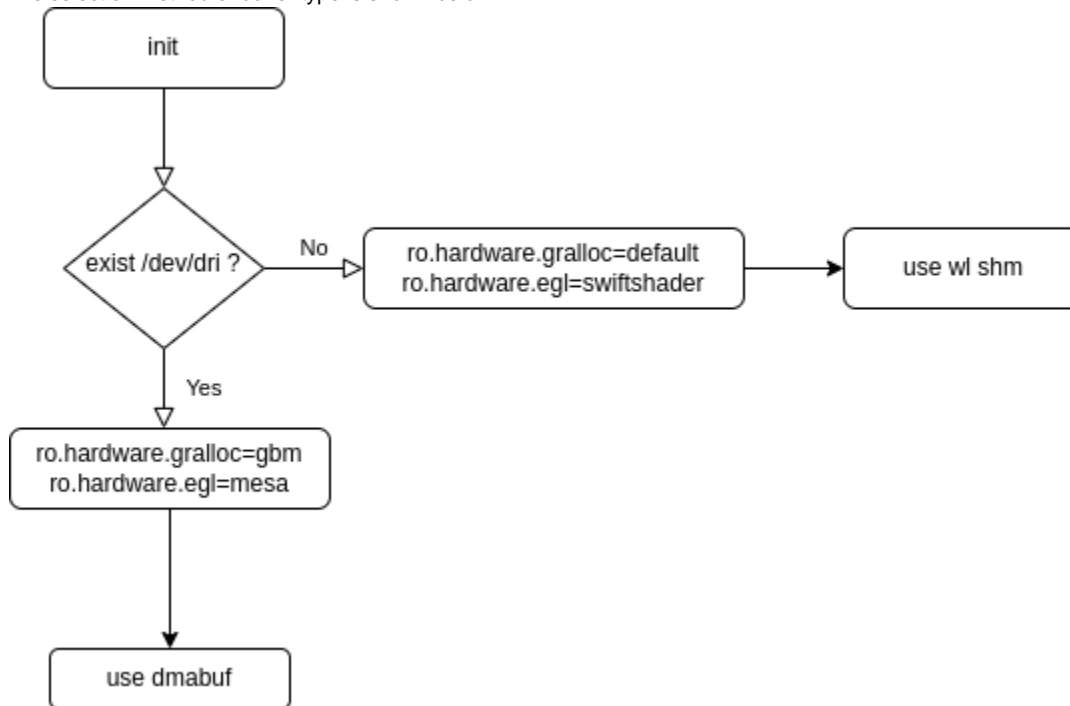 init
exist /dev/dri ?
No
ro.hardware.gralloc=default
ro.hardware.egl=swiftshader
use wl shm
Yes
ro.hardware.gralloc=gbm
ro.hardware.egl=mesa
use dmabuf